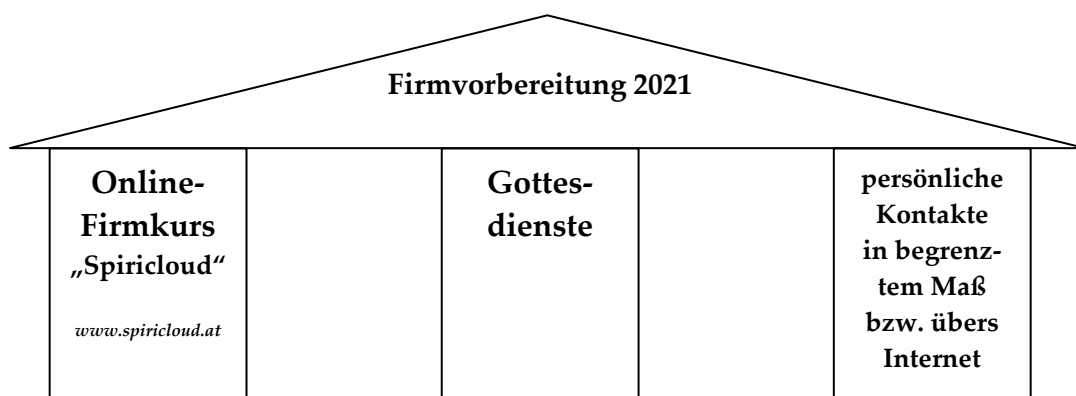 Firmvorbereitung 2021
Online-
Firmkurs
„Spiricloud“
www.spiricloud.at
Gottes-
dienste
persönliche
Kontakte
in begrenz-
tem Maß
bzw. übers
Internet